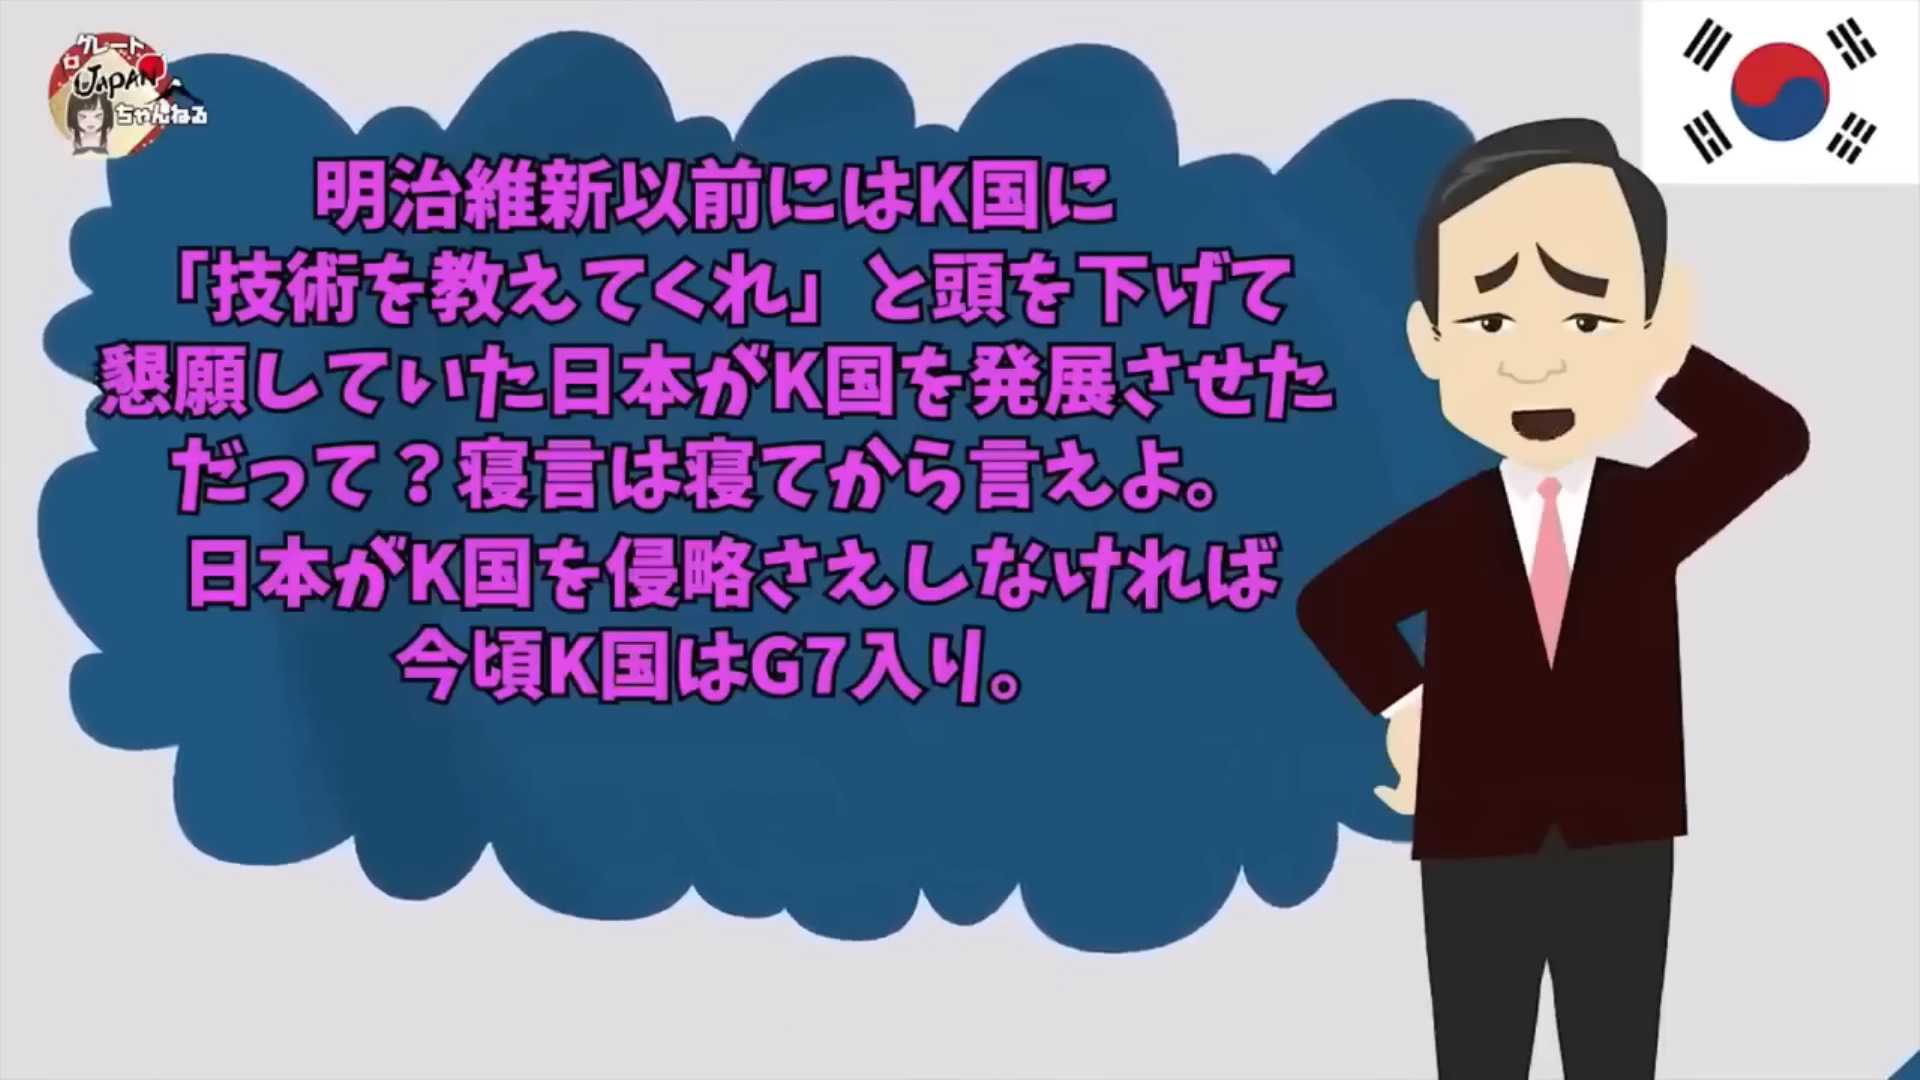 グレート
JAPAN
ちゃんねる
明治維新以前にはK国に
「技術を教えてくれ」と頭を下げて
懇願していた日本がK国を発展させた
だって？寝言は寝てから言えよ。
日本がK国を侵略さえしなければ
今頃K国はG7入り。